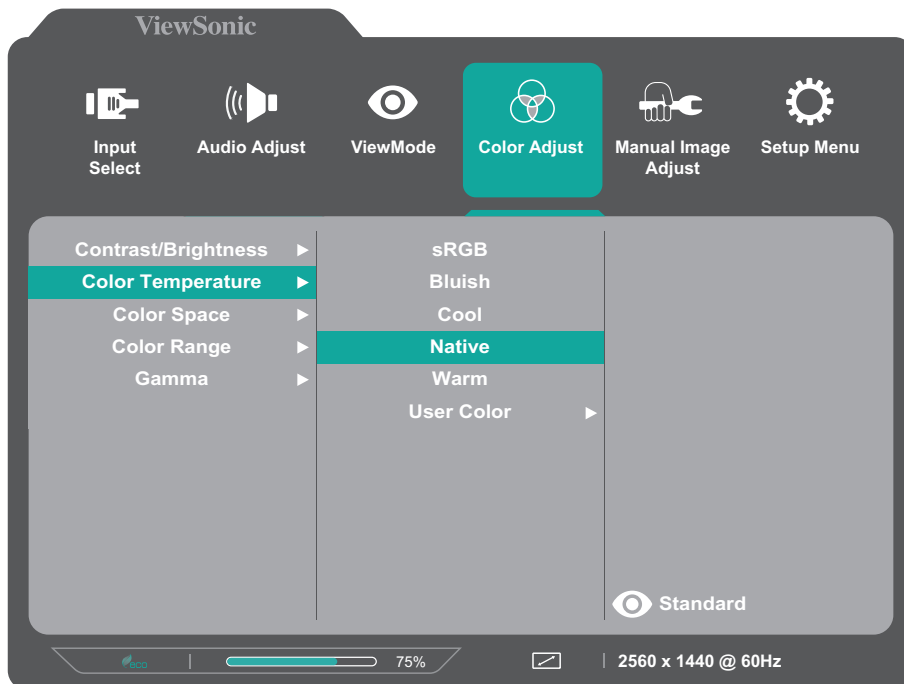 ViewSonic
Input
Select
Audio Adjust
ViewMode
Color Adjust
Manual Image
Adjust
Setup Menu
Contrast/Brightness
Color Temperature
Color Space
Color Range
Gamma
sRGB
Bluish
Cool
Native
Warm
User Color
Standard
ECO
75%
2560 x 1440 @ 60Hz